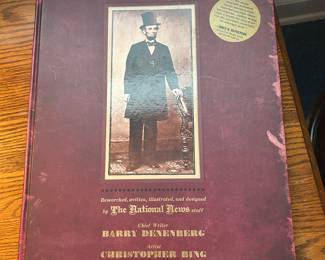 Researched, written, illustrated, and designed
by The National News staff
Chief Writer
BARRY DENENBERG
Artist
CHRISTOPHER BING